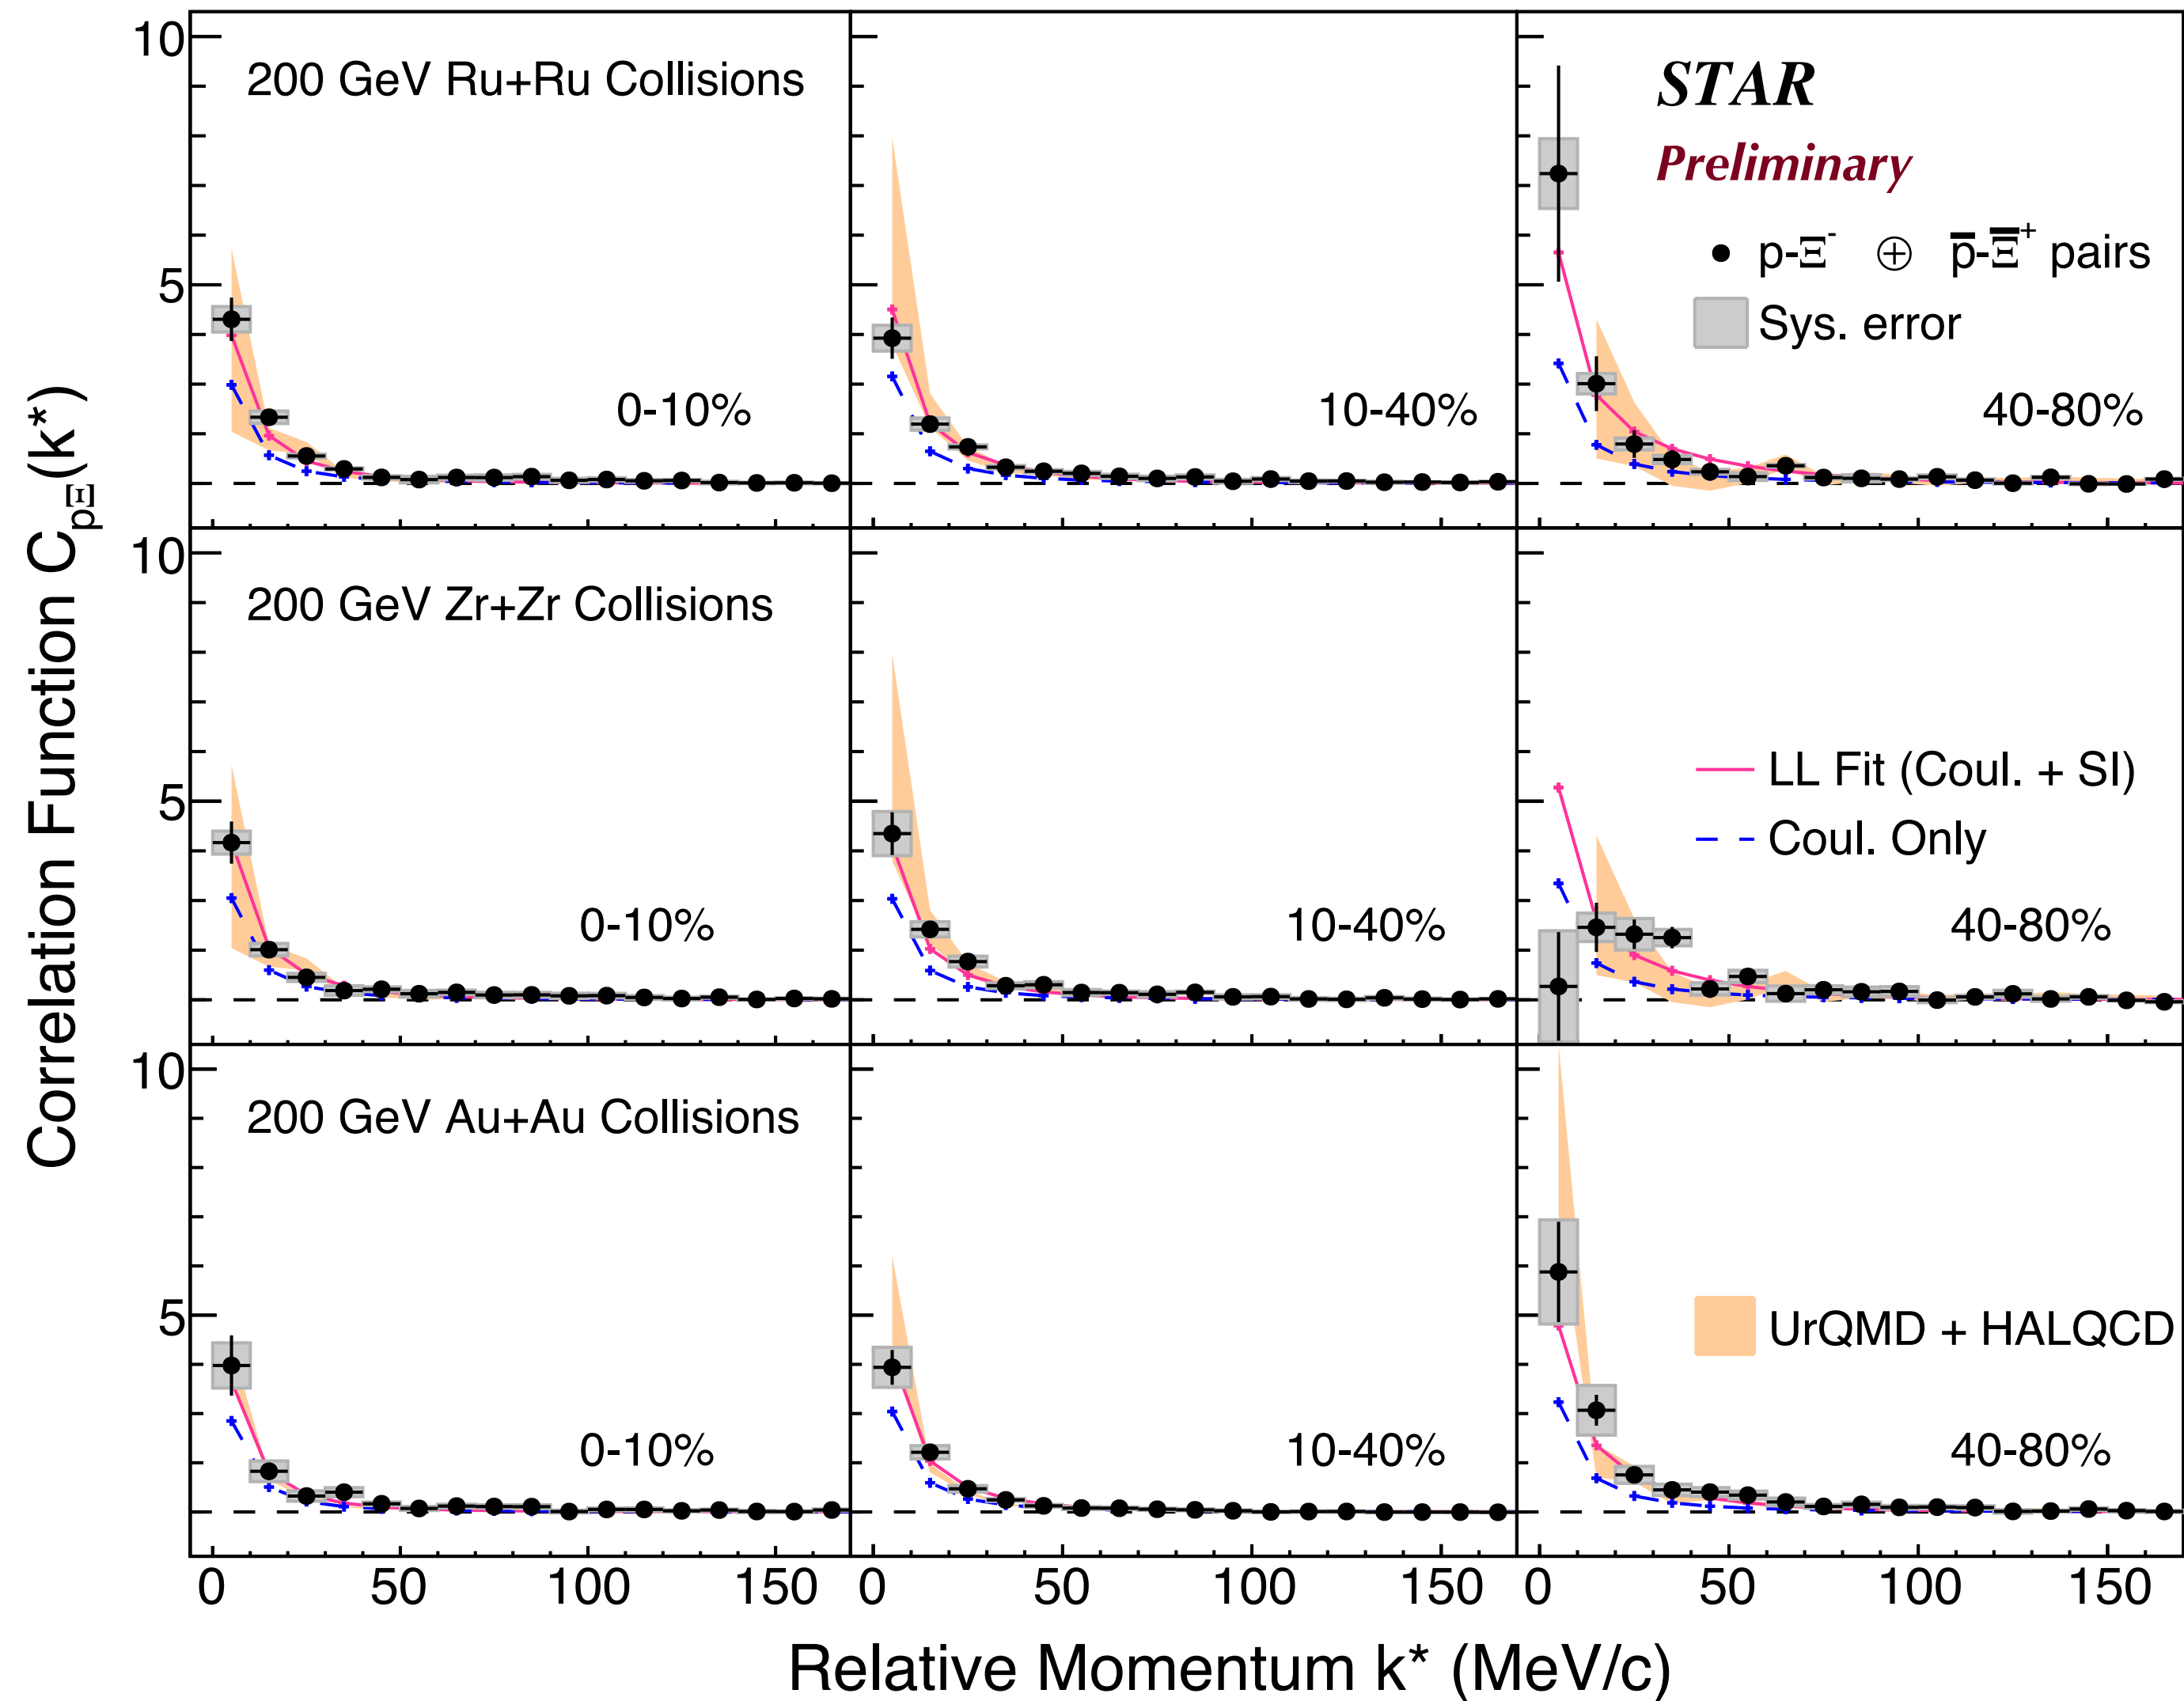 Correlation Function C_pΞ(k*)
10
5
200 GeV Ru+Ru Collisions
0-10%
10-40%
STAR
Preliminary
p-Ξ⁻ ⊕ p̄-Ξ̄⁺ pairs
Sys. error
40-80%
10
5
200 GeV Zr+Zr Collisions
0-10%
10-40%
LL Fit (Coul. + SI)
Coul. Only
40-80%
10
5
200 GeV Au+Au Collisions
0-10%
10-40%
UrQMD + HALQCD
40-80%
0 50 100 150 0 50 100 150 0 50 100 150
Relative Momentum k* (MeV/c)